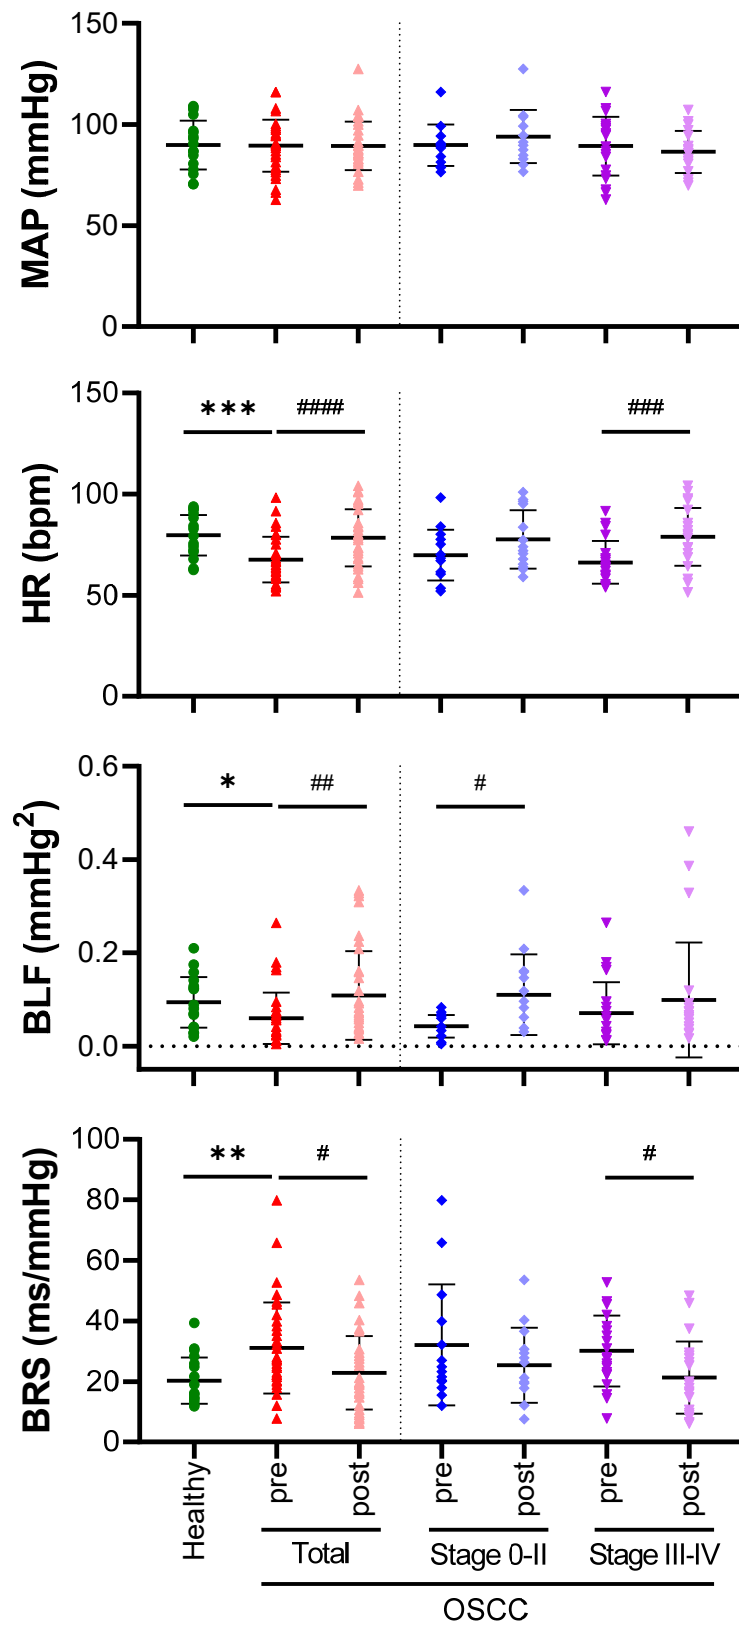 MAP (mmHg)
150
100
50
0
HR (bpm)
150
100
50
0
*** #### ###
BLF (mmHg²)
0.6
0.4
0.2
0.0
* ## #
BRS (ms/mmHg)
100
80
60
40
20
0
** # #
Healthy pre post pre post pre post
Total Stage 0-II Stage III-IV
OSCC